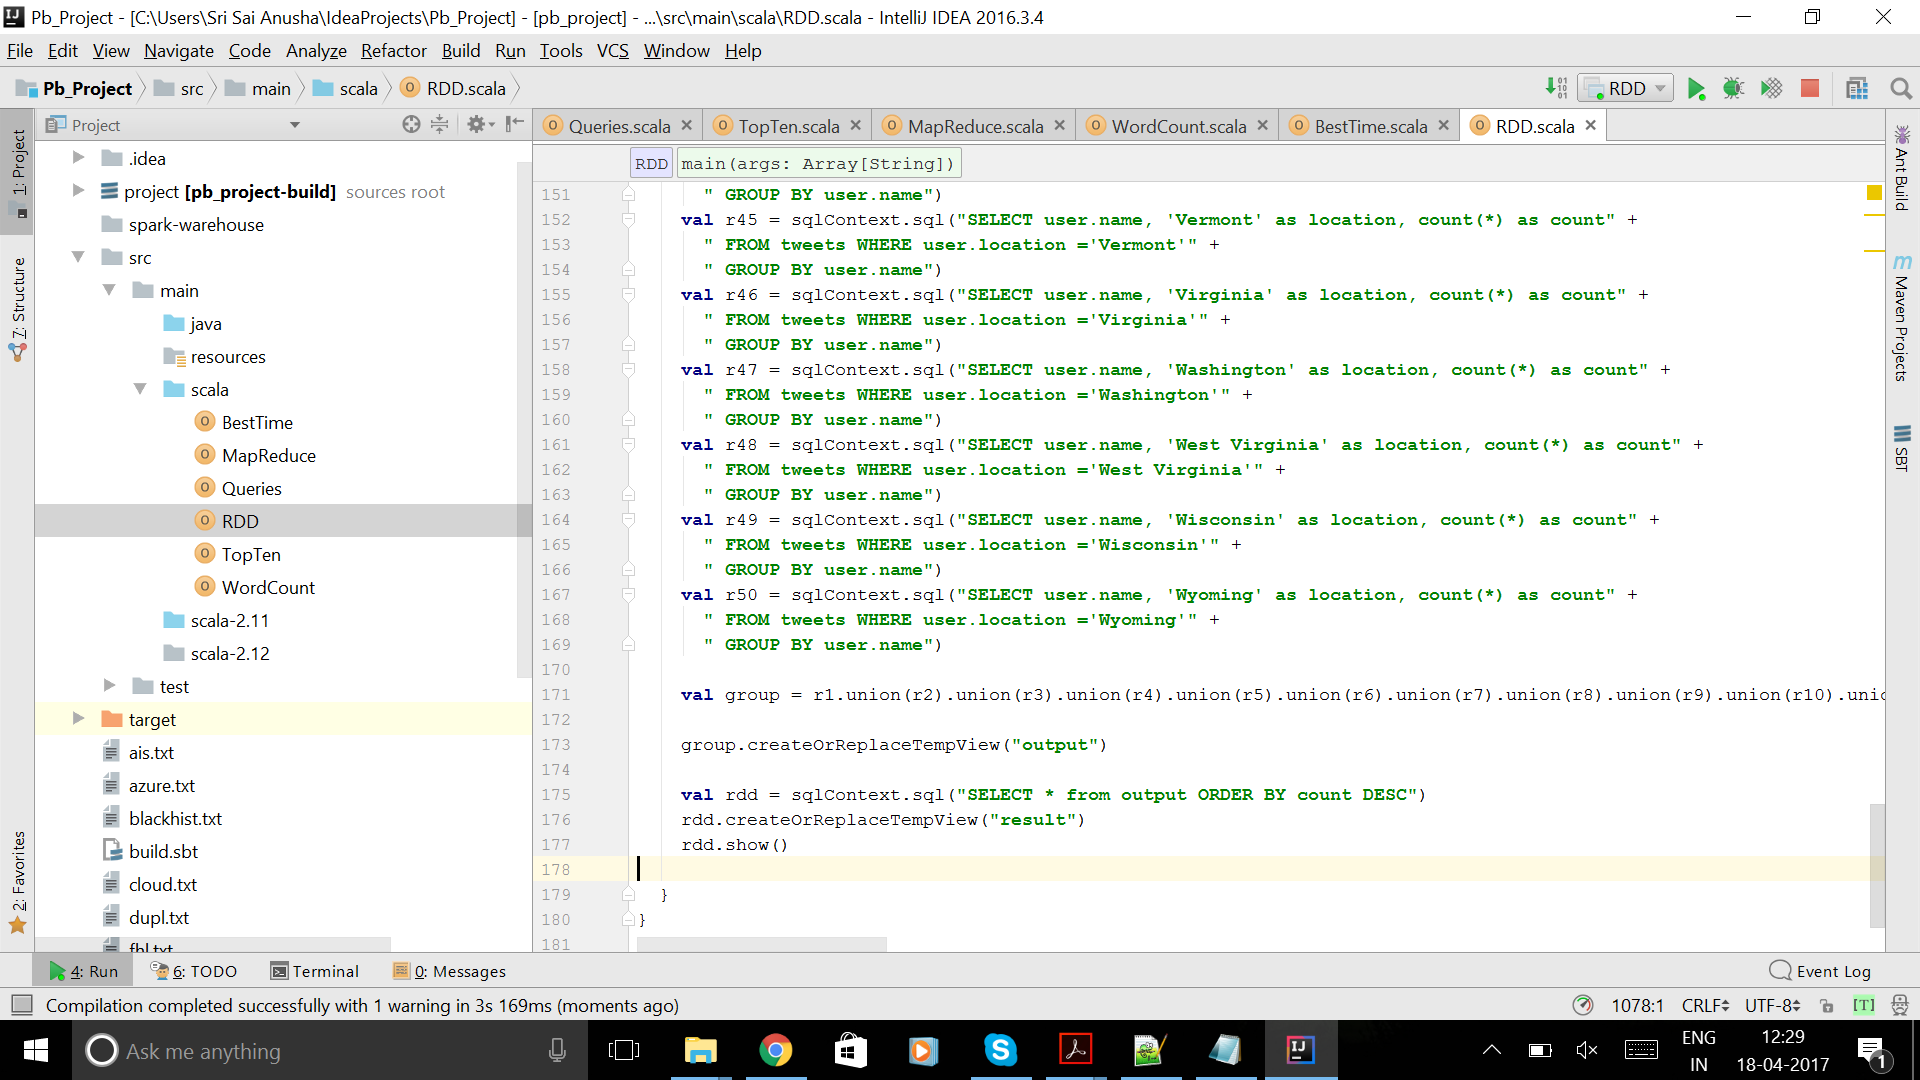 Pb_Project - [C:\Users\Sri Sai Anusha\IdeaProjects\Pb_Project] - [pb_project] - ...\src\main\scala\RDD.scala - IntelliJ IDEA 2016.3.4
File Edit View Navigate Code Analyze Refactor Build Run Tools VCS Window Help
Pb_Project src main scala RDD.scala RDD
Project
Queries.scala TopTen.scala MapReduce.scala WordCount.scala BestTime.scala RDD.scala
1: Project
7: Structure
2: Favorites
.idea
project [pb_project-build] sources root
spark-warehouse
src
main
java
resources
scala
BestTime
MapReduce
Queries
RDD
TopTen
WordCount
scala-2.11
scala-2.12
test
target
ais.txt
azure.txt
blackhist.txt
build.sbt
cloud.txt
dupl.txt
fhl.txt
RDD main(args: Array[String])
151 " GROUP BY user.name")
152 val r45 = sqlContext.sql("SELECT user.name, 'Vermont' as location, count(*) as count" +
153 " FROM tweets WHERE user.location ='Vermont'" +
154 " GROUP BY user.name")
155 val r46 = sqlContext.sql("SELECT user.name, 'Virginia' as location, count(*) as count" +
156 " FROM tweets WHERE user.location ='Virginia'" +
157 " GROUP BY user.name")
158 val r47 = sqlContext.sql("SELECT user.name, 'Washington' as location, count(*) as count" +
159 " FROM tweets WHERE user.location ='Washington'" +
160 " GROUP BY user.name")
161 val r48 = sqlContext.sql("SELECT user.name, 'West Virginia' as location, count(*) as count" +
162 " FROM tweets WHERE user.location ='West Virginia'" +
163 " GROUP BY user.name")
164 val r49 = sqlContext.sql("SELECT user.name, 'Wisconsin' as location, count(*) as count" +
165 " FROM tweets WHERE user.location ='Wisconsin'" +
166 " GROUP BY user.name")
167 val r50 = sqlContext.sql("SELECT user.name, 'Wyoming' as location, count(*) as count" +
168 " FROM tweets WHERE user.location ='Wyoming'" +
169 " GROUP BY user.name")
170
171 val group = r1.union(r2).union(r3).union(r4).union(r5).union(r6).union(r7).union(r8).union(r9).union(r10).unio
172
173 group.createOrReplaceTempView("output")
174
175 val rdd = sqlContext.sql("SELECT * from output ORDER BY count DESC")
176 rdd.createOrReplaceTempView("result")
177 rdd.show()
178
179 }
180 }
181
Ant Build
Maven Projects
SBT
4: Run 6: TODO Terminal 0: Messages Event Log
Compilation completed successfully with 1 warning in 3s 169ms (moments ago) 1078:1 CRLF UTF-8 [T]
Ask me anything
ENG 12:29
IN 18-04-2017
1